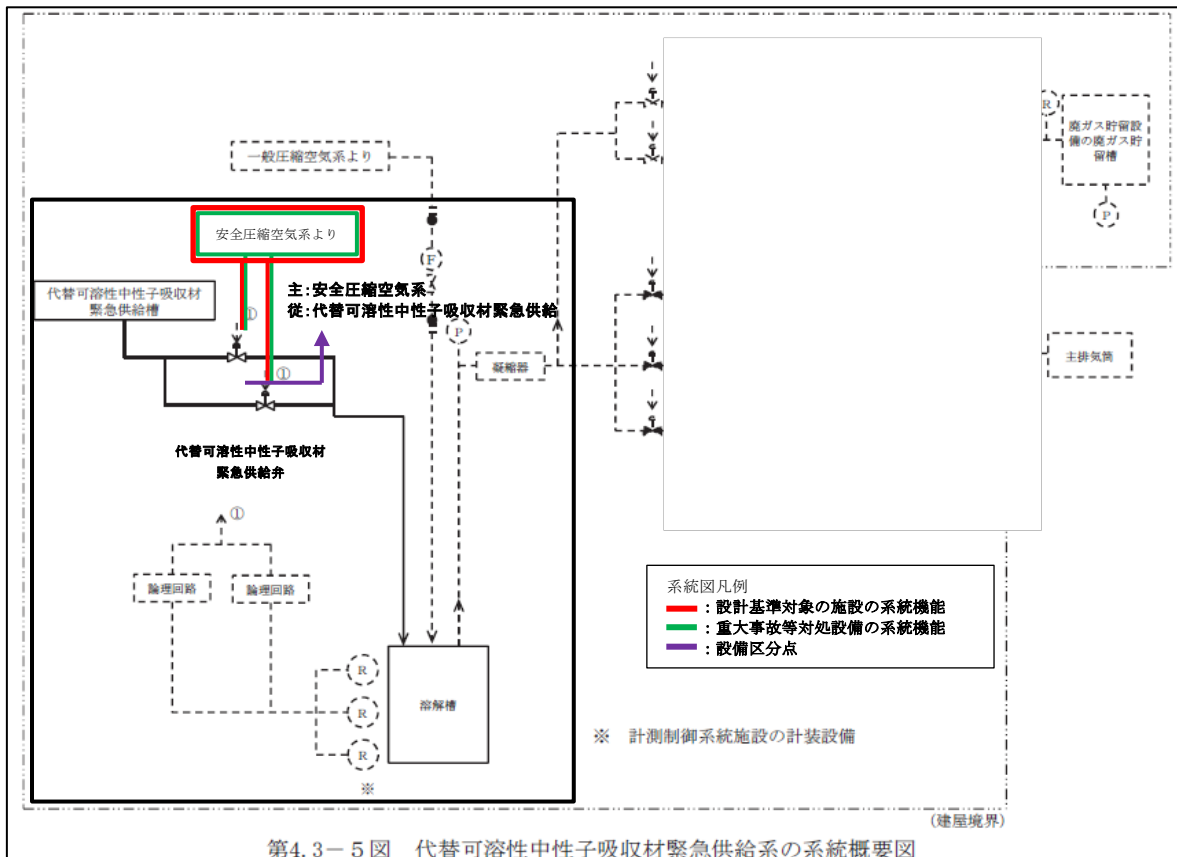 一般圧縮空気系より
R
廃ガス貯留設
備の廃ガス貯
留槽
P
安全圧縮空気系より
F
代替可溶性中性子吸収材
緊急供給槽
①
主:安全圧縮空気系
従:代替可溶性中性子吸収材緊急供給
P
凝縮器
主排気筒
①
代替可溶性中性子吸収材
緊急供給弁
①
論理回路
論理回路
系統図凡例
:設計基準対象の施設の系統機能
:重大事故等対処設備の系統機能
:設備区分点
R
R
R
溶解槽
※
※ 計測制御系統施設の計装設備
(建屋境界)
第4.3-5図 代替可溶性中性子吸収材緊急供給系の系統概要図